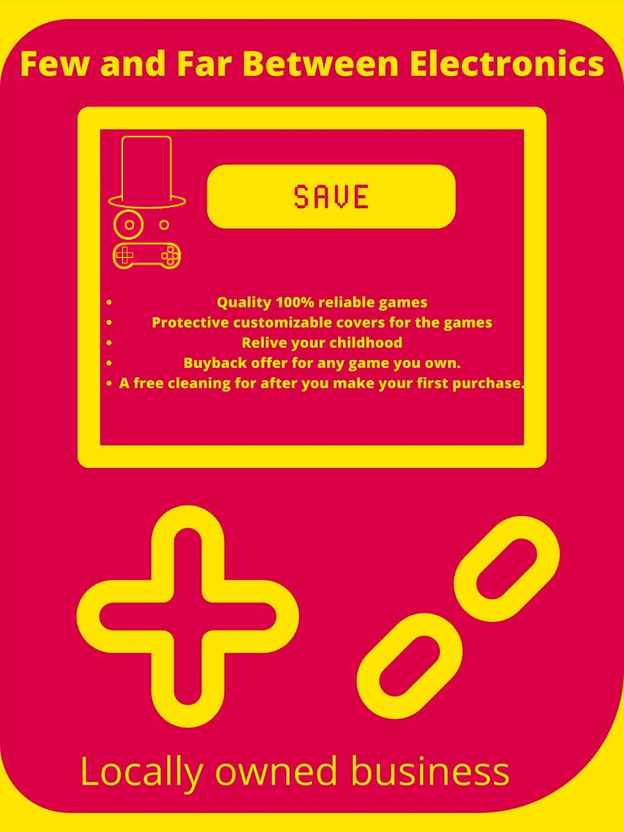 Few and Far Between Electronics
SAVE
• Quality 100% reliable games
• Protective customizable covers for the games
• Relive your childhood
• Buyback offer for any game you own.
• A free cleaning for after you make your first purchase.
Locally owned business